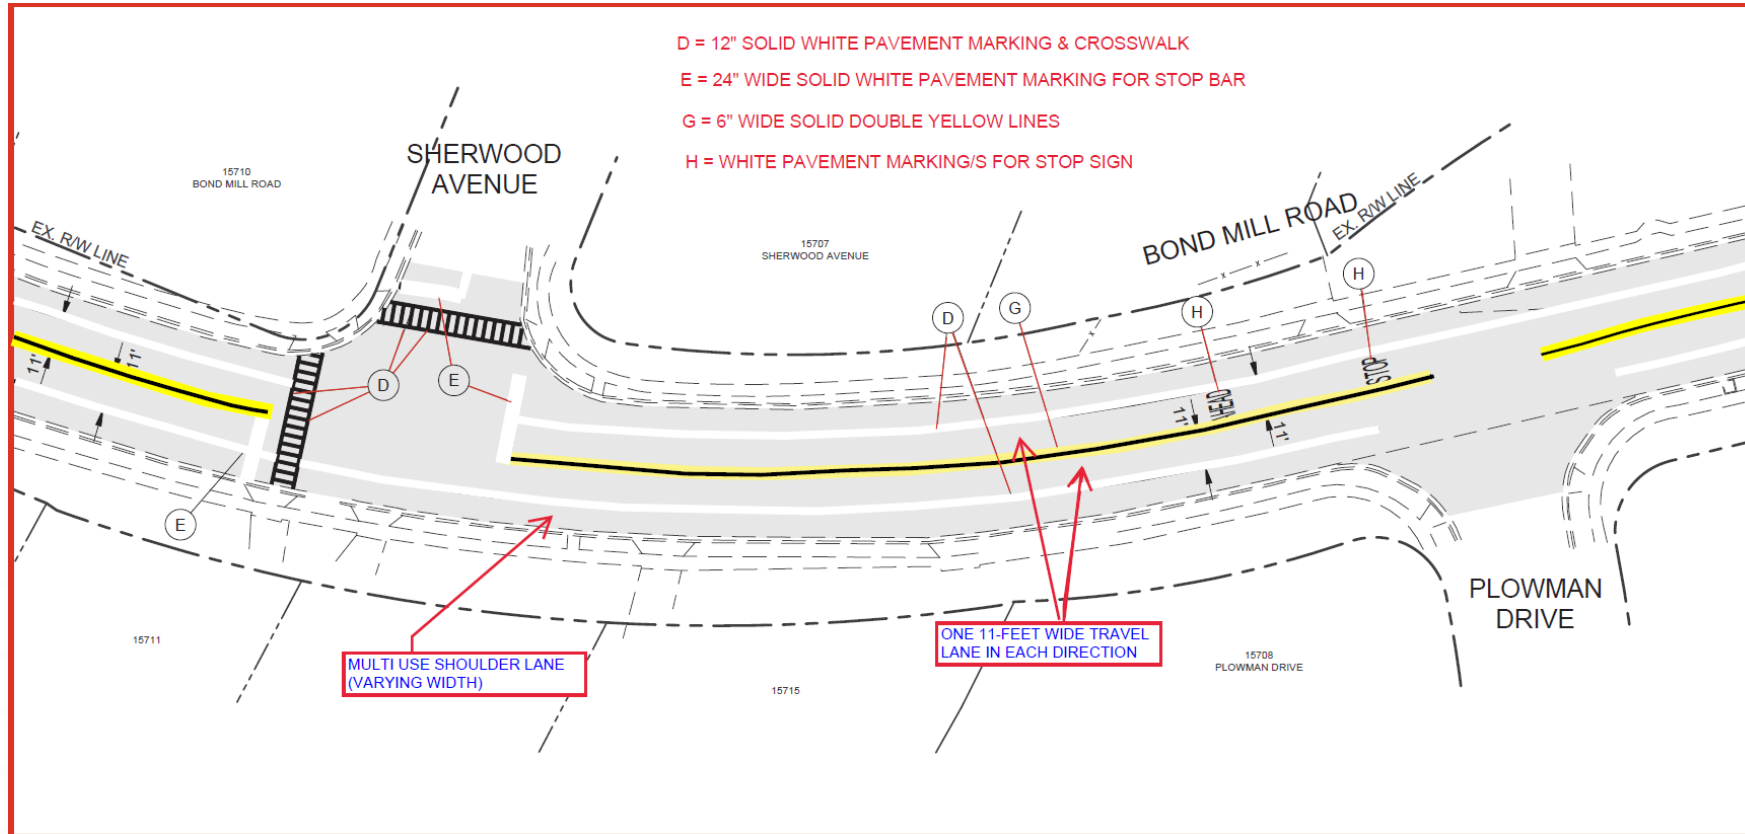 D = 12" SOLID WHITE PAVEMENT MARKING & CROSSWALK
E = 24" WIDE SOLID WHITE PAVEMENT MARKING FOR STOP BAR
G = 6" WIDE SOLID DOUBLE YELLOW LINES
H = WHITE PAVEMENT MARKING/S FOR STOP SIGN
SHERWOOD
AVENUE
15710
BOND MILL ROAD
EX. R/W LINE
15707
SHERWOOD AVENUE
BOND MILL ROAD
EX. R/W LINE
H
H
D
G
D
E
11'
11'
STOP
AHEAD
11'
11'
E
PLOWMAN
DRIVE
15711
MULTI USE SHOULDER LANE
(VARYING WIDTH)
15715
ONE 11-FEET WIDE TRAVEL
LANE IN EACH DIRECTION
15708
PLOWMAN DRIVE